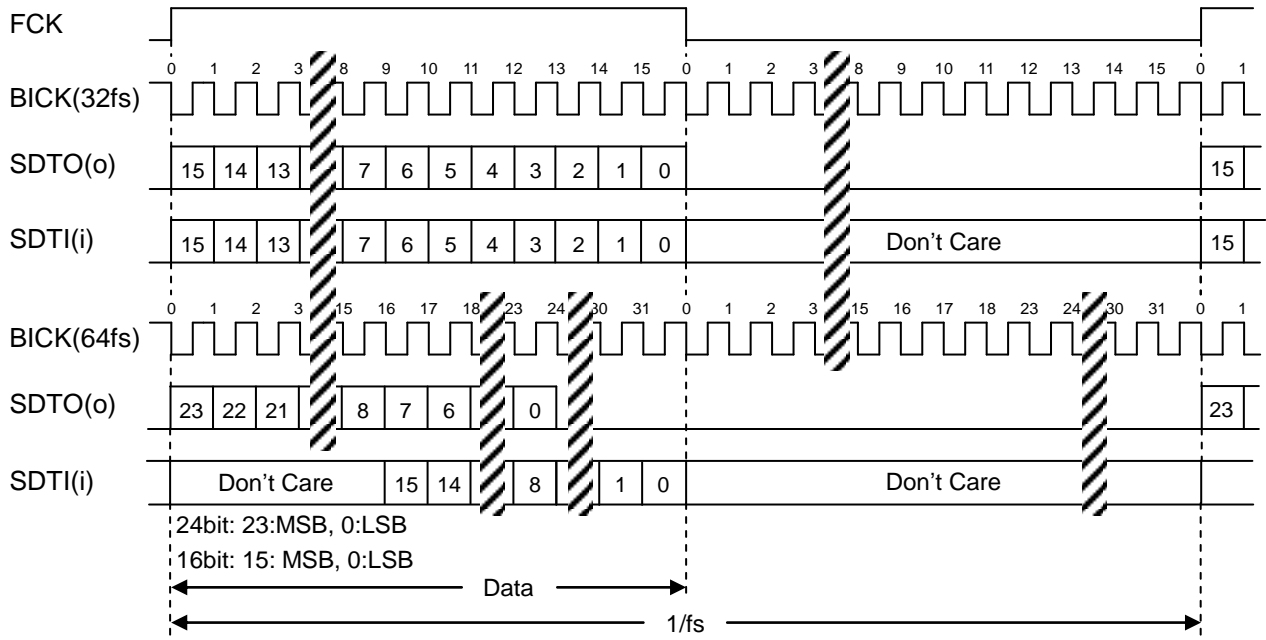 FCK
0 1 2 3 8 9 10 11 12 13 14 15 0 1 2 3 8 9 10 11 12 13 14 15 0 1
BICK(32fs)
SDTO(o) 15 14 13 7 6 5 4 3 2 1 0 15
SDTI(i) 15 14 13 7 6 5 4 3 2 1 0 Don't Care 15
0 1 2 3 15 16 17 18 23 24 30 31 0 1 2 3 15 16 17 18 23 24 30 31 0 1
BICK(64fs)
SDTO(o) 23 22 21 8 7 6 0 23
SDTI(i) Don't Care 15 14 8 1 0 Don't Care
24bit: 23:MSB, 0:LSB
16bit: 15: MSB, 0:LSB
Data
1/fs